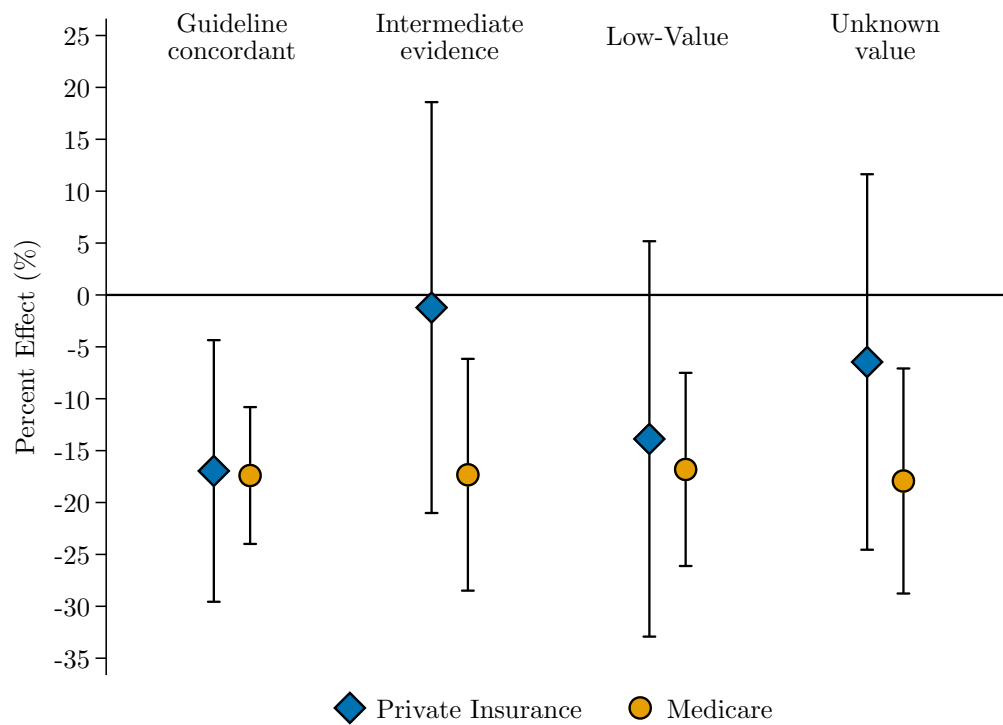 Guideline
concordant
Intermediate
evidence
Low-Value
Unknown
value
Percent Effect (%)
25
20
15
10
5
0
-5
-10
-15
-20
-25
-30
-35
Private Insurance
Medicare